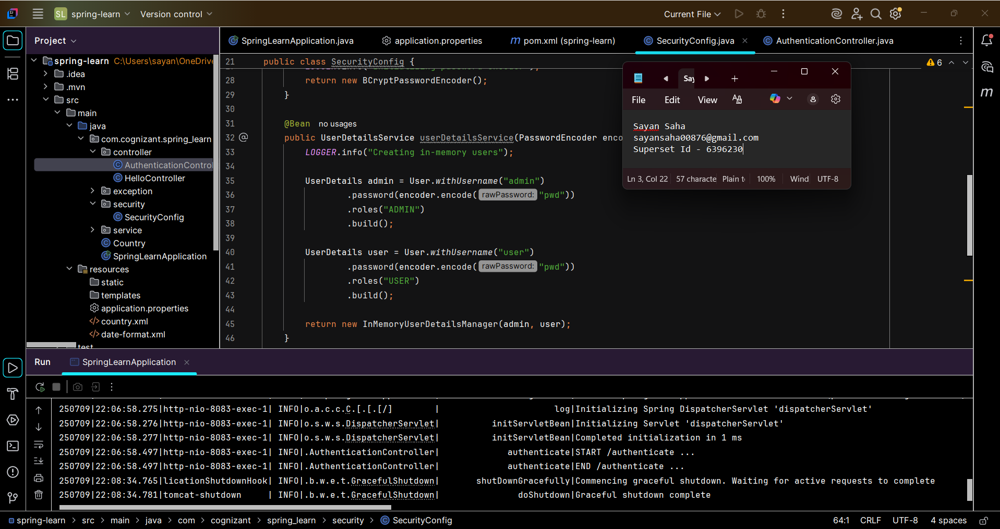 SL spring-learn Version control Current File
Project
SpringLearnApplication.java application.properties m pom.xml (spring-learn) SecurityConfig.java AuthenticationController.java
spring-learn C:\Users\sayan\OneDrive
.idea
.mvn
src
main
java
com.cognizant.spring_learn
controller
AuthenticationControl
HelloController
exception
security
SecurityConfig
service
Country
SpringLearnApplication
resources
static
templates
application.properties
country.xml
date-format.xml
test
21 public class SecurityConfig {
6
28 return new BCryptPasswordEncoder();
29 }
30
31 @Bean no usages
32 public UserDetailsService userDetailsService(PasswordEncoder enco
33 LOGGER.info("Creating in-memory users");
34
35 UserDetails admin = User.withUsername("admin")
36 .password(encoder.encode( rawPassword: "pwd"))
37 .roles("ADMIN")
38 .build();
39
40 UserDetails user = User.withUsername("user")
41 .password(encoder.encode( rawPassword: "pwd"))
42 .roles("USER")
43 .build();
44
45 return new InMemoryUserDetailsManager(admin, user);
46 }
Say
File Edit View
Sayan Saha
sayansaha00876@gmail.com
Superset Id - 6396230
Ln 3, Col 22 57 characte Plain t 100% Wind UTF-8
m
Run SpringLearnApplication
250709|22:06:58.275|http-nio-8083-exec-1| INFO|o.a.c.c.C.[.[.[/] | log|Initializing Spring DispatcherServlet 'dispatcherServlet'
250709|22:06:58.276|http-nio-8083-exec-1| INFO|o.s.w.s.DispatcherServlet| initServletBean|Initializing Servlet 'dispatcherServlet'
250709|22:06:58.277|http-nio-8083-exec-1| INFO|o.s.w.s.DispatcherServlet| initServletBean|Completed initialization in 1 ms
250709|22:06:58.497|http-nio-8083-exec-1| INFO|.AuthenticationController| authenticate|START /authenticate ...
250709|22:06:58.497|http-nio-8083-exec-1| INFO|.AuthenticationController| authenticate|END /authenticate ...
250709|22:08:34.765|licationShutdownHook| INFO|.b.w.e.t.GracefulShutdown| shutDownGracefully|Commencing graceful shutdown. Waiting for active requests to complete
250709|22:08:34.781|tomcat-shutdown | INFO|.b.w.e.t.GracefulShutdown| doShutdown|Graceful shutdown complete
spring-learn > src > main > java > com > cognizant > spring_learn > security > SecurityConfig
64:1 CRLF UTF-8 4 spaces